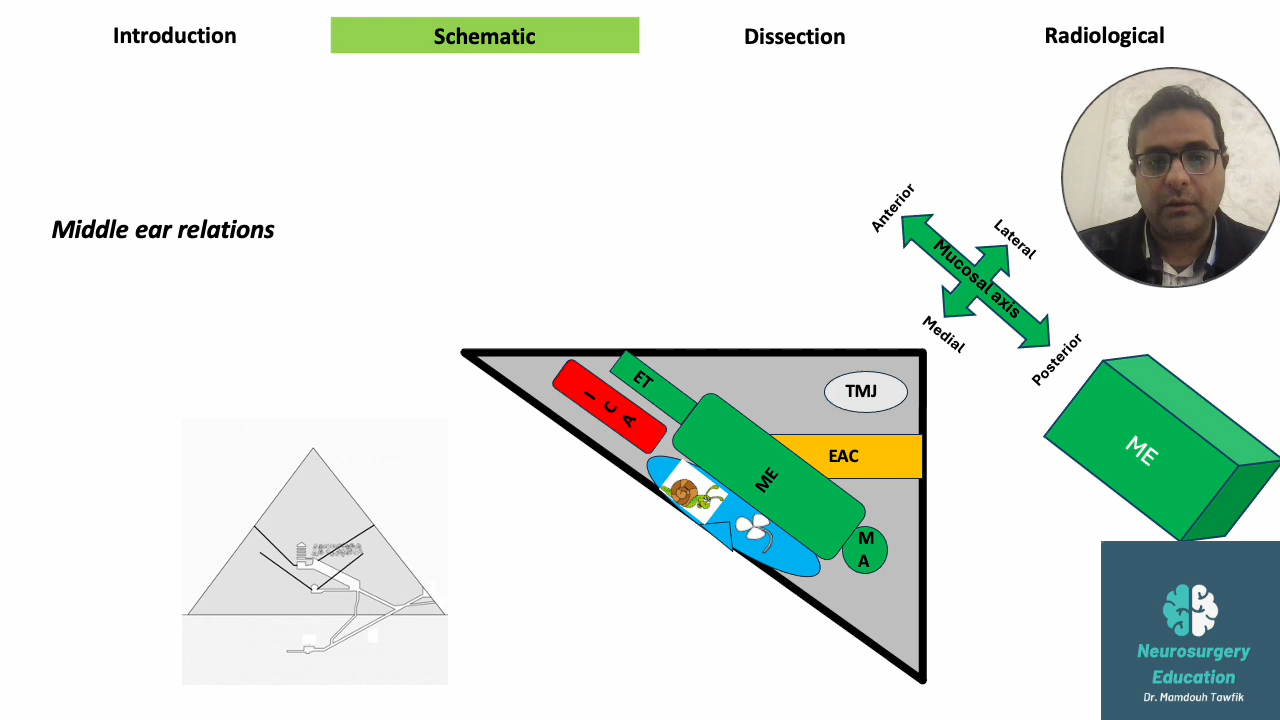 Introduction
Schematic
Dissection
Radiological
Middle ear relations
Anterior
Lateral
Mucosal axis
Medial
Posterior
ET
I C A
TMJ
EAC
ME
M
A
ME
Neurosurgery
Education
Dr. Mamdouh Tawfik